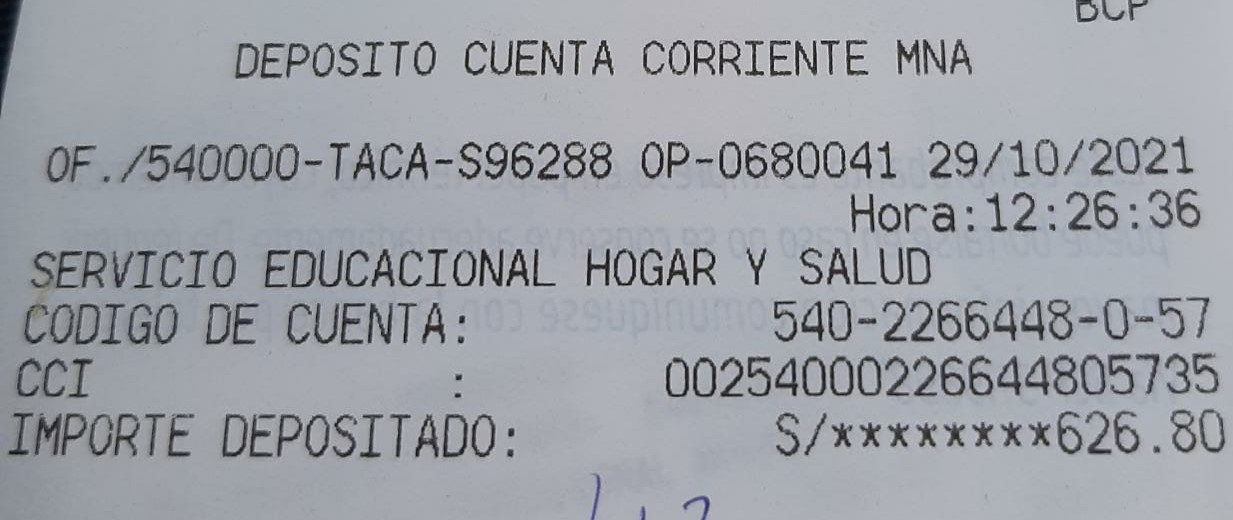 BCP
DEPOSITO CUENTA CORRIENTE MNA
OF./540000-TACA-S96288 OP-0680041 29/10/2021
Hora:12:26:36
SERVICIO EDUCACIONAL HOGAR Y SALUD
CODIGO DE CUENTA: 540-2266448-0-57
CCI : 00254000226644805735
IMPORTE DEPOSITADO: S/********626.80